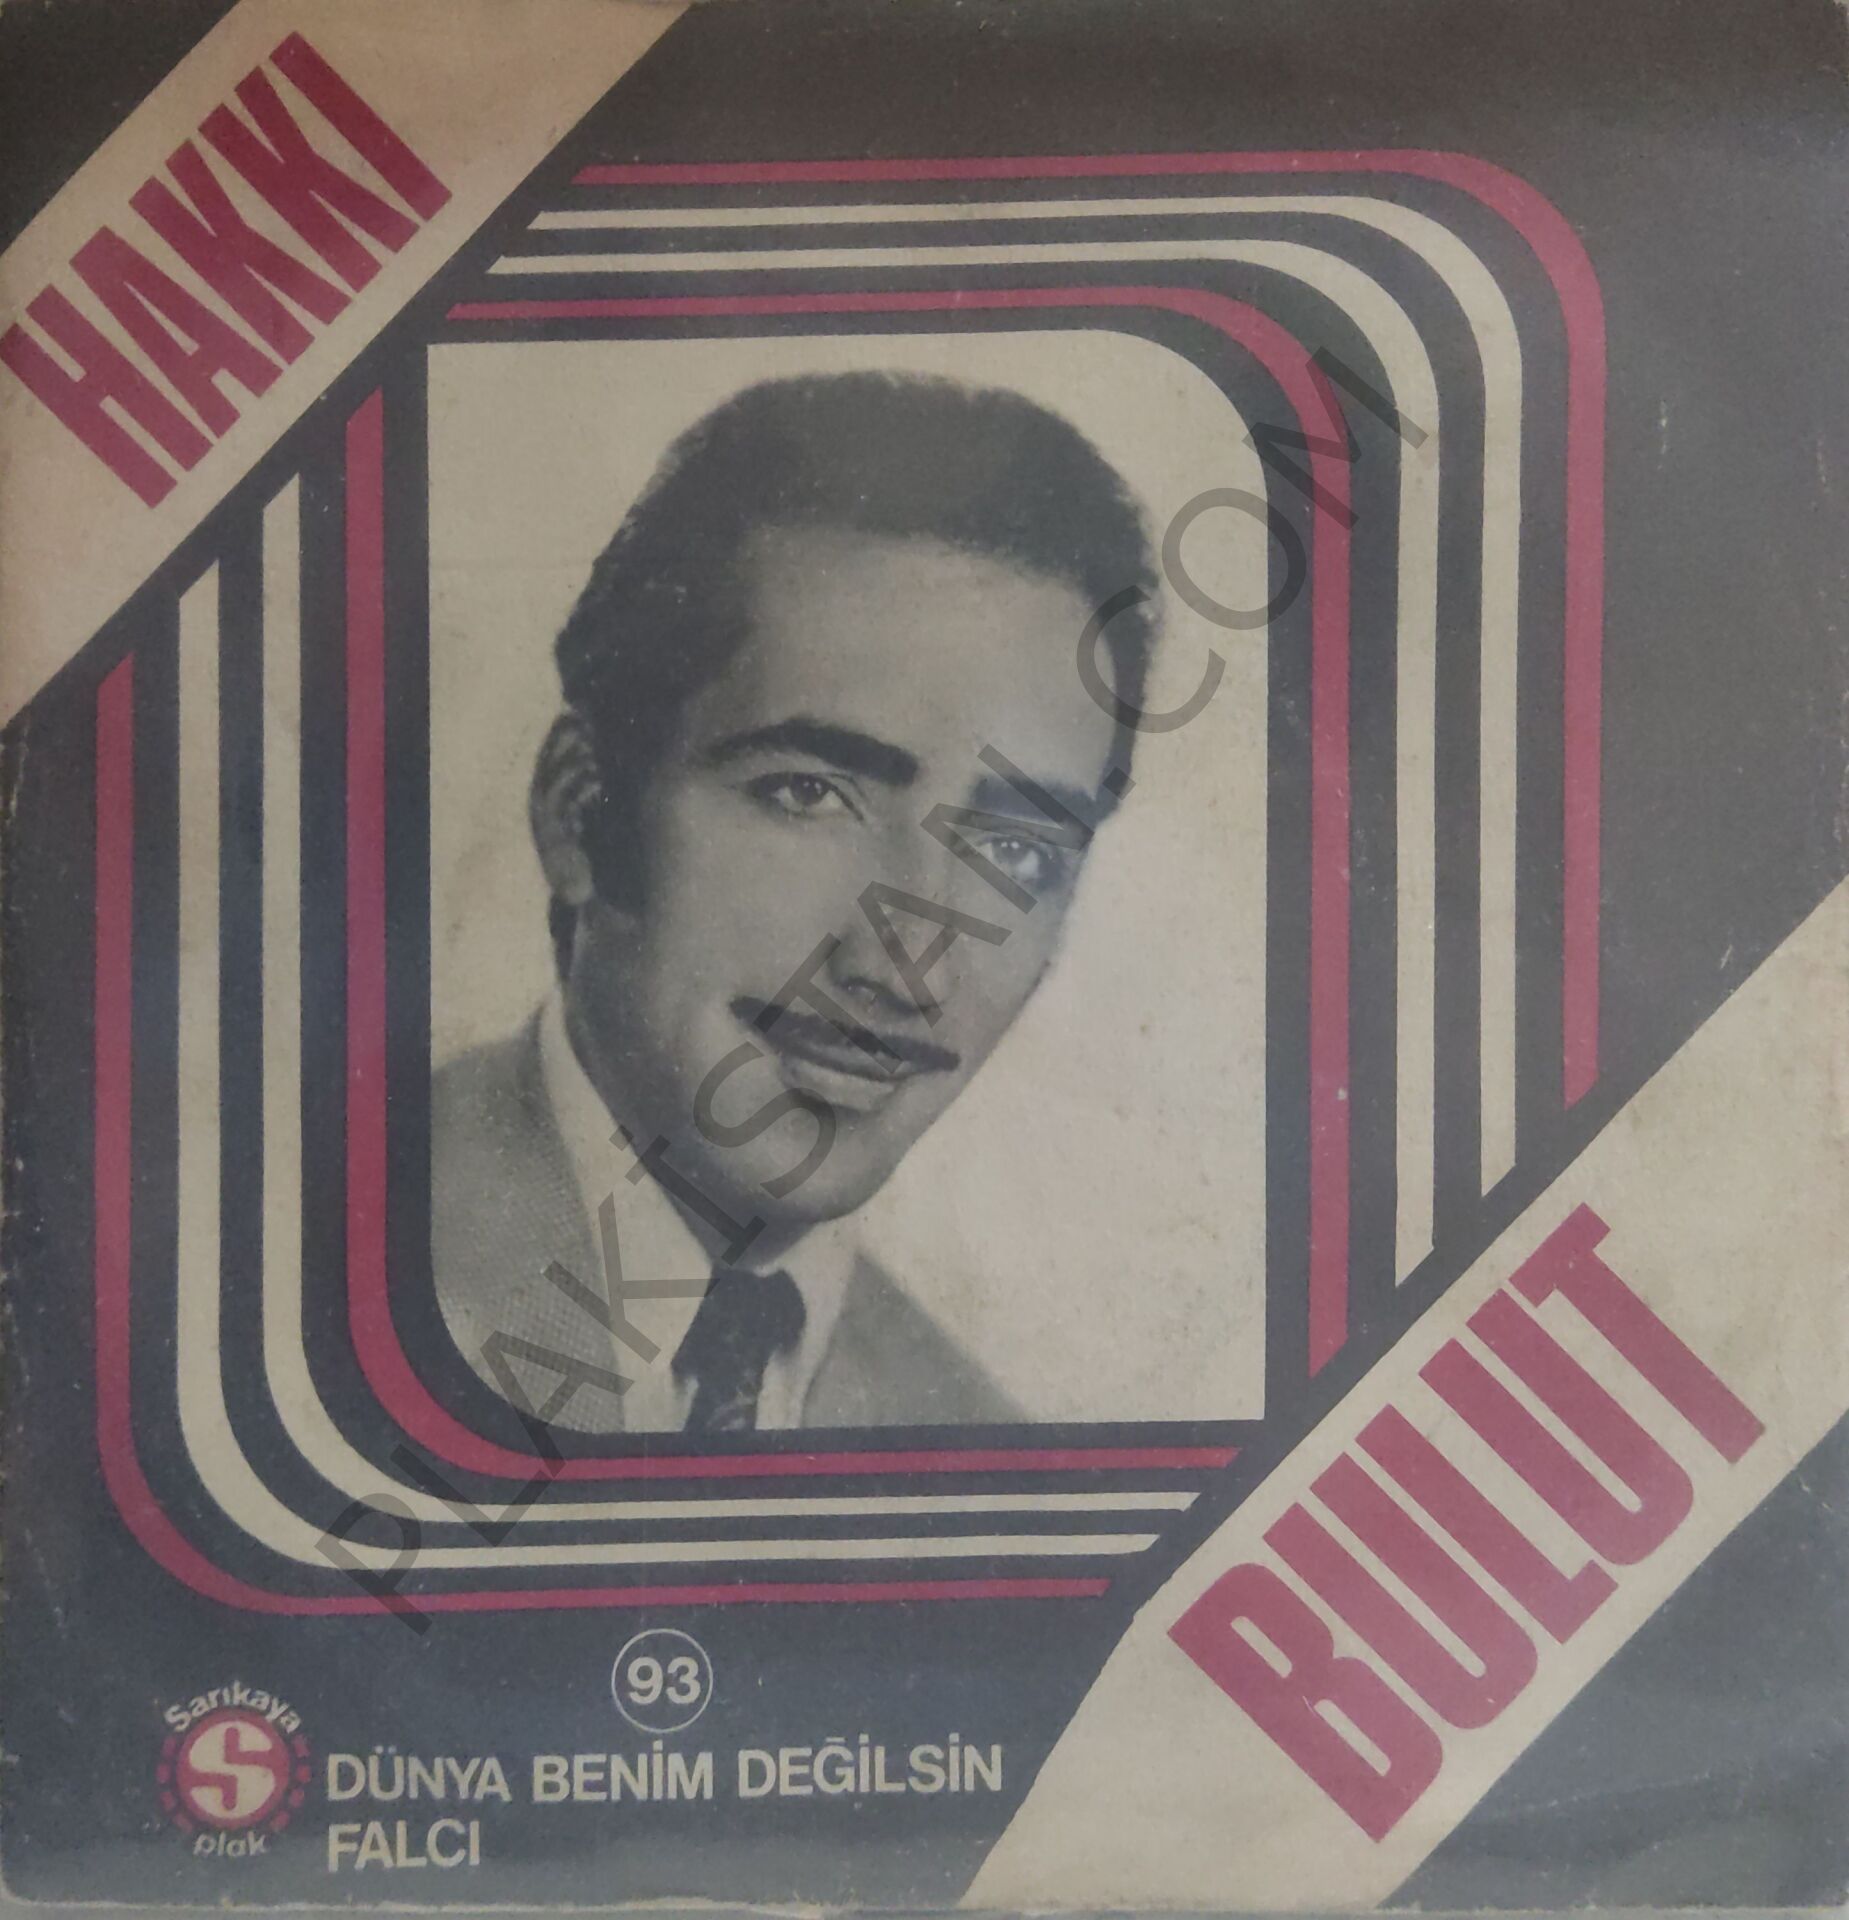 HAKKI
BULUT
PLAKİSTAN.COM
93
Sarıkaya
S
plak
DÜNYA BENİM DEĞİLSİN
FALCI